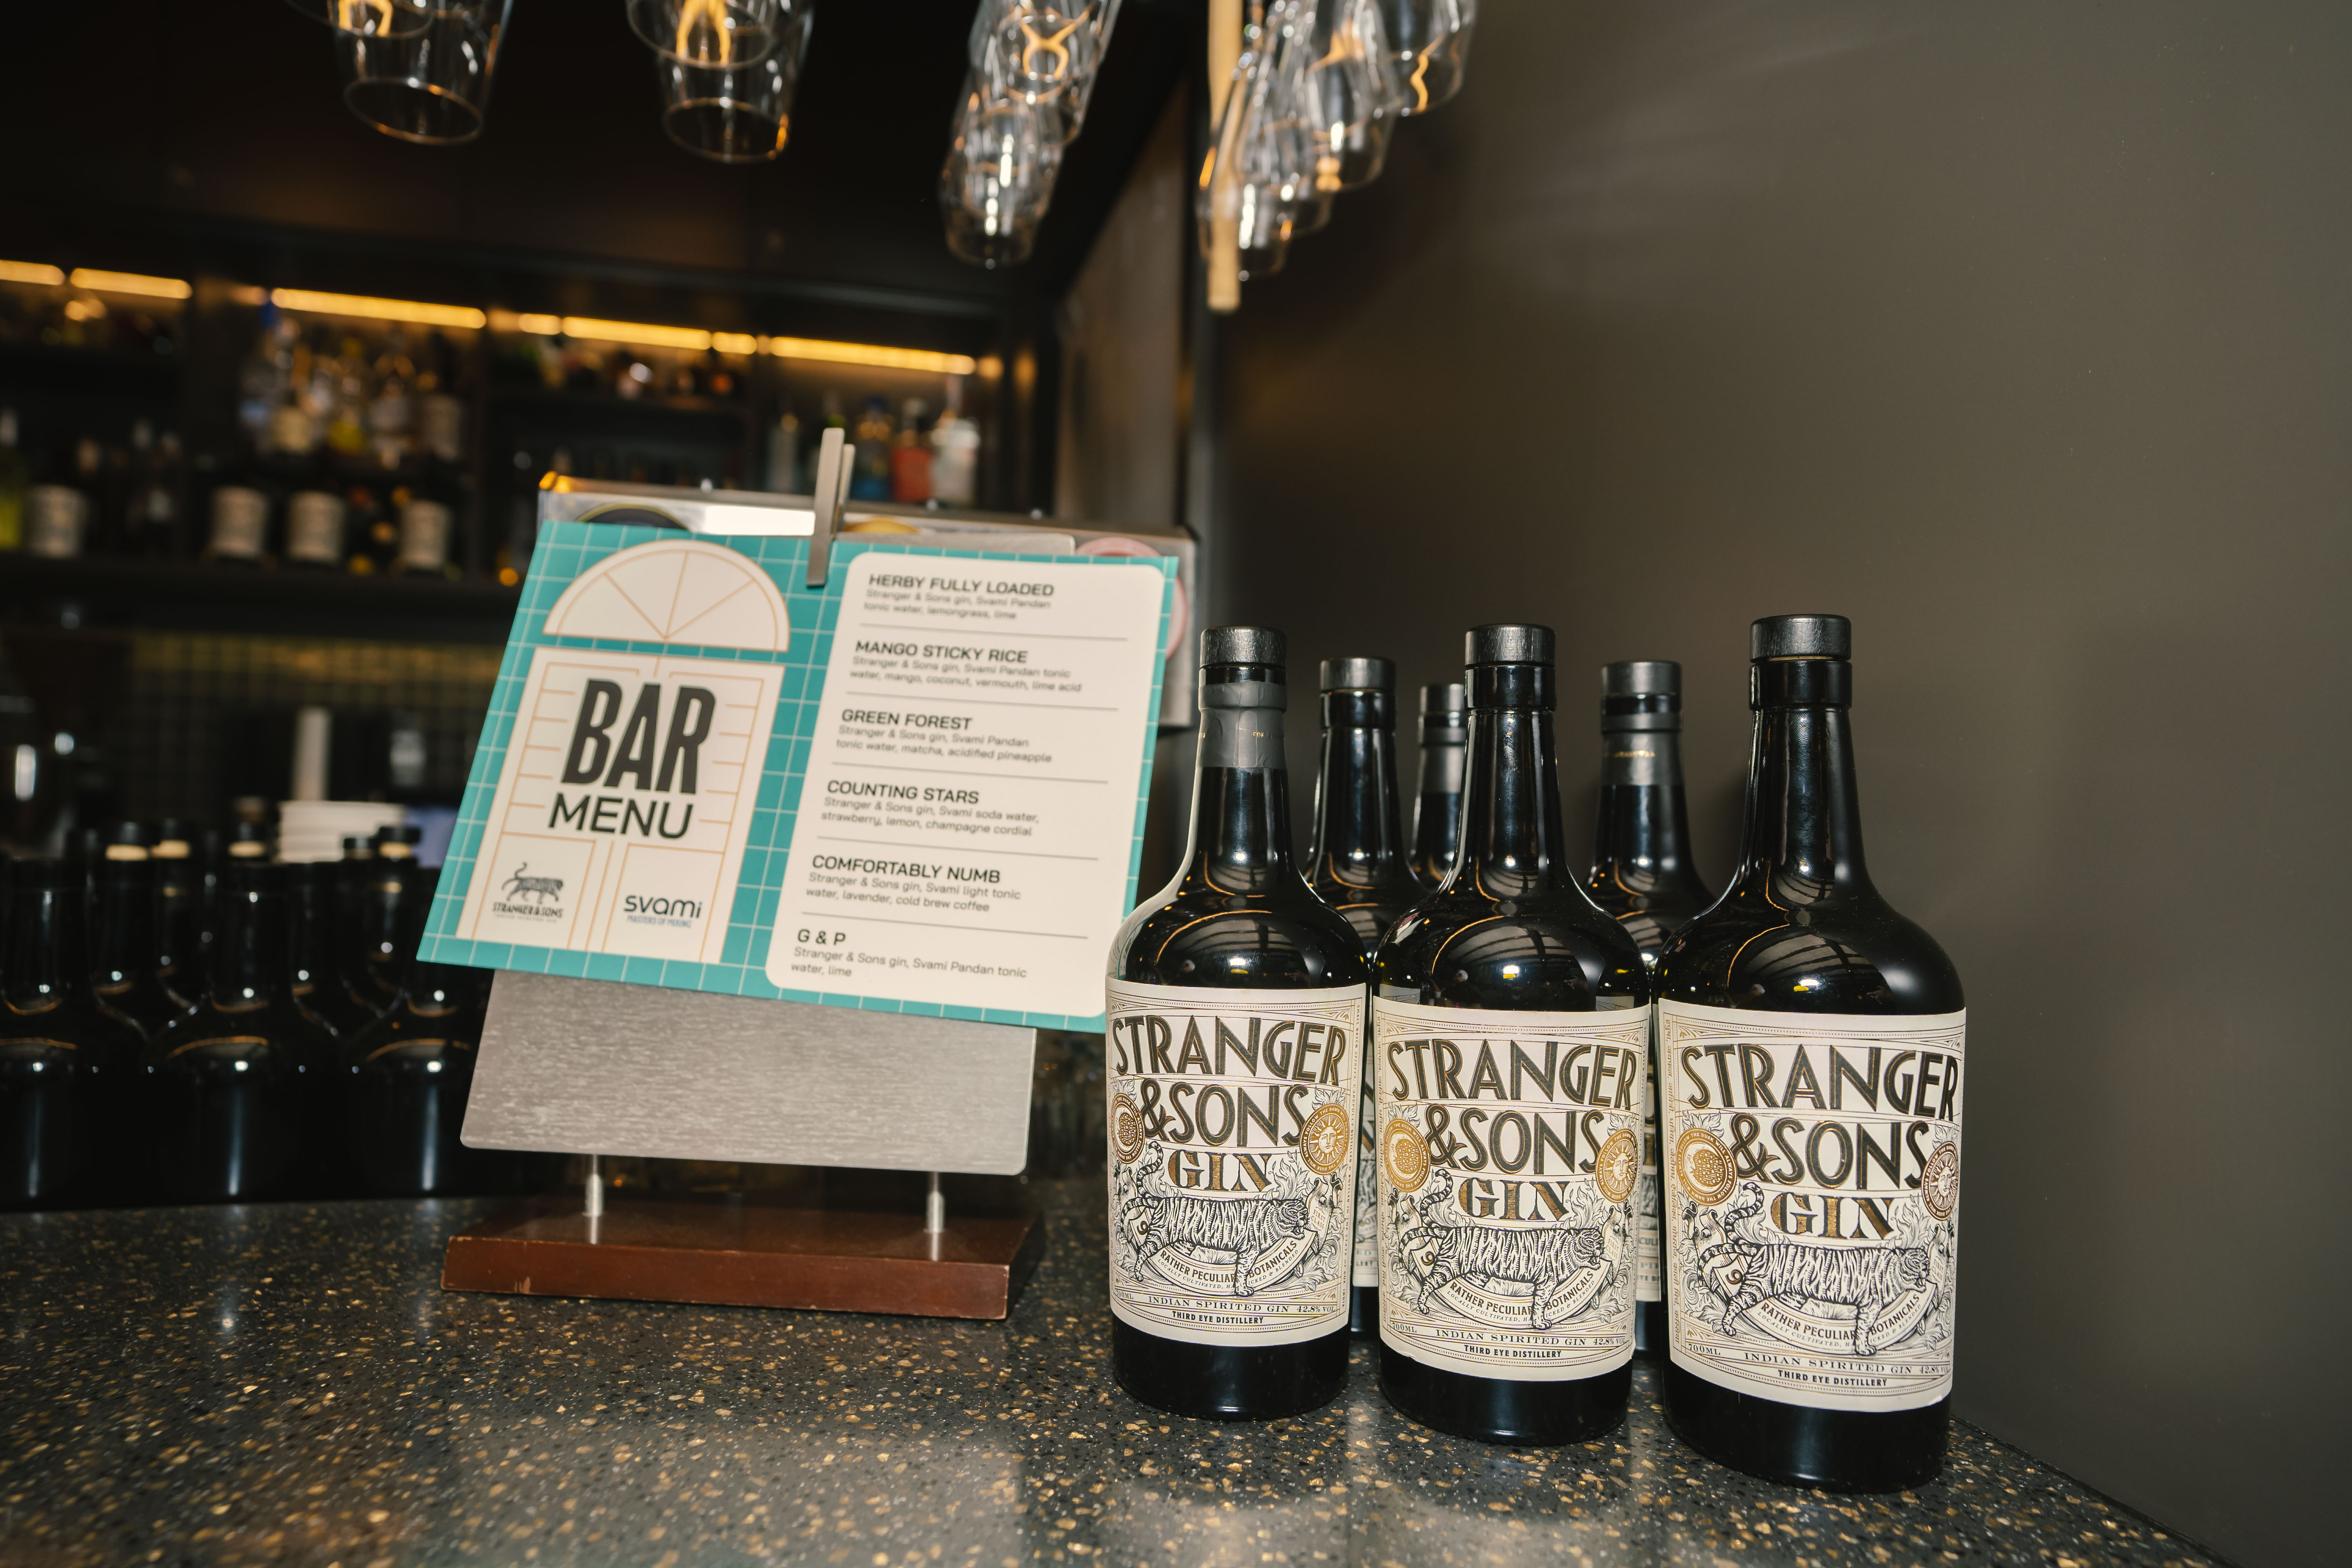 BAR
MENU
STRANGER & SONS
svami
MASTERS OF MIXING
HERBY FULLY LOADED
Stranger & Sons gin, Svami Pandan
tonic water, lemongrass, lime
MANGO STICKY RICE
Stranger & Sons gin, Svami Pandan tonic
water, mango, coconut, vermouth, lime acid
GREEN FOREST
Stranger & Sons gin, Svami Pandan
tonic water, matcha, acidified pineapple
COUNTING STARS
Stranger & Sons gin, Svami soda water,
strawberry, lemon, champagne cordial
COMFORTABLY NUMB
Stranger & Sons gin, Svami light tonic
water, lavender, cold brew coffee
G & P
Stranger & Sons gin, Svami Pandan tonic
water, lime
STRANGER
&SONS
GIN
RATHER PECULIAR BOTANICALS
INDIAN SPIRITED GIN 42.8% VOL
THIRD EYE DISTILLERY
STRANGER
&SONS
GIN
RATHER PECULIAR BOTANICALS
700ML INDIAN SPIRITED GIN 42.8%
THIRD EYE DISTILLERY
STRANGER
&SONS
GIN
RATHER PECULIAR BOTANICALS
700ML INDIAN SPIRITED GIN 42.8%
THIRD EYE DISTILLERY